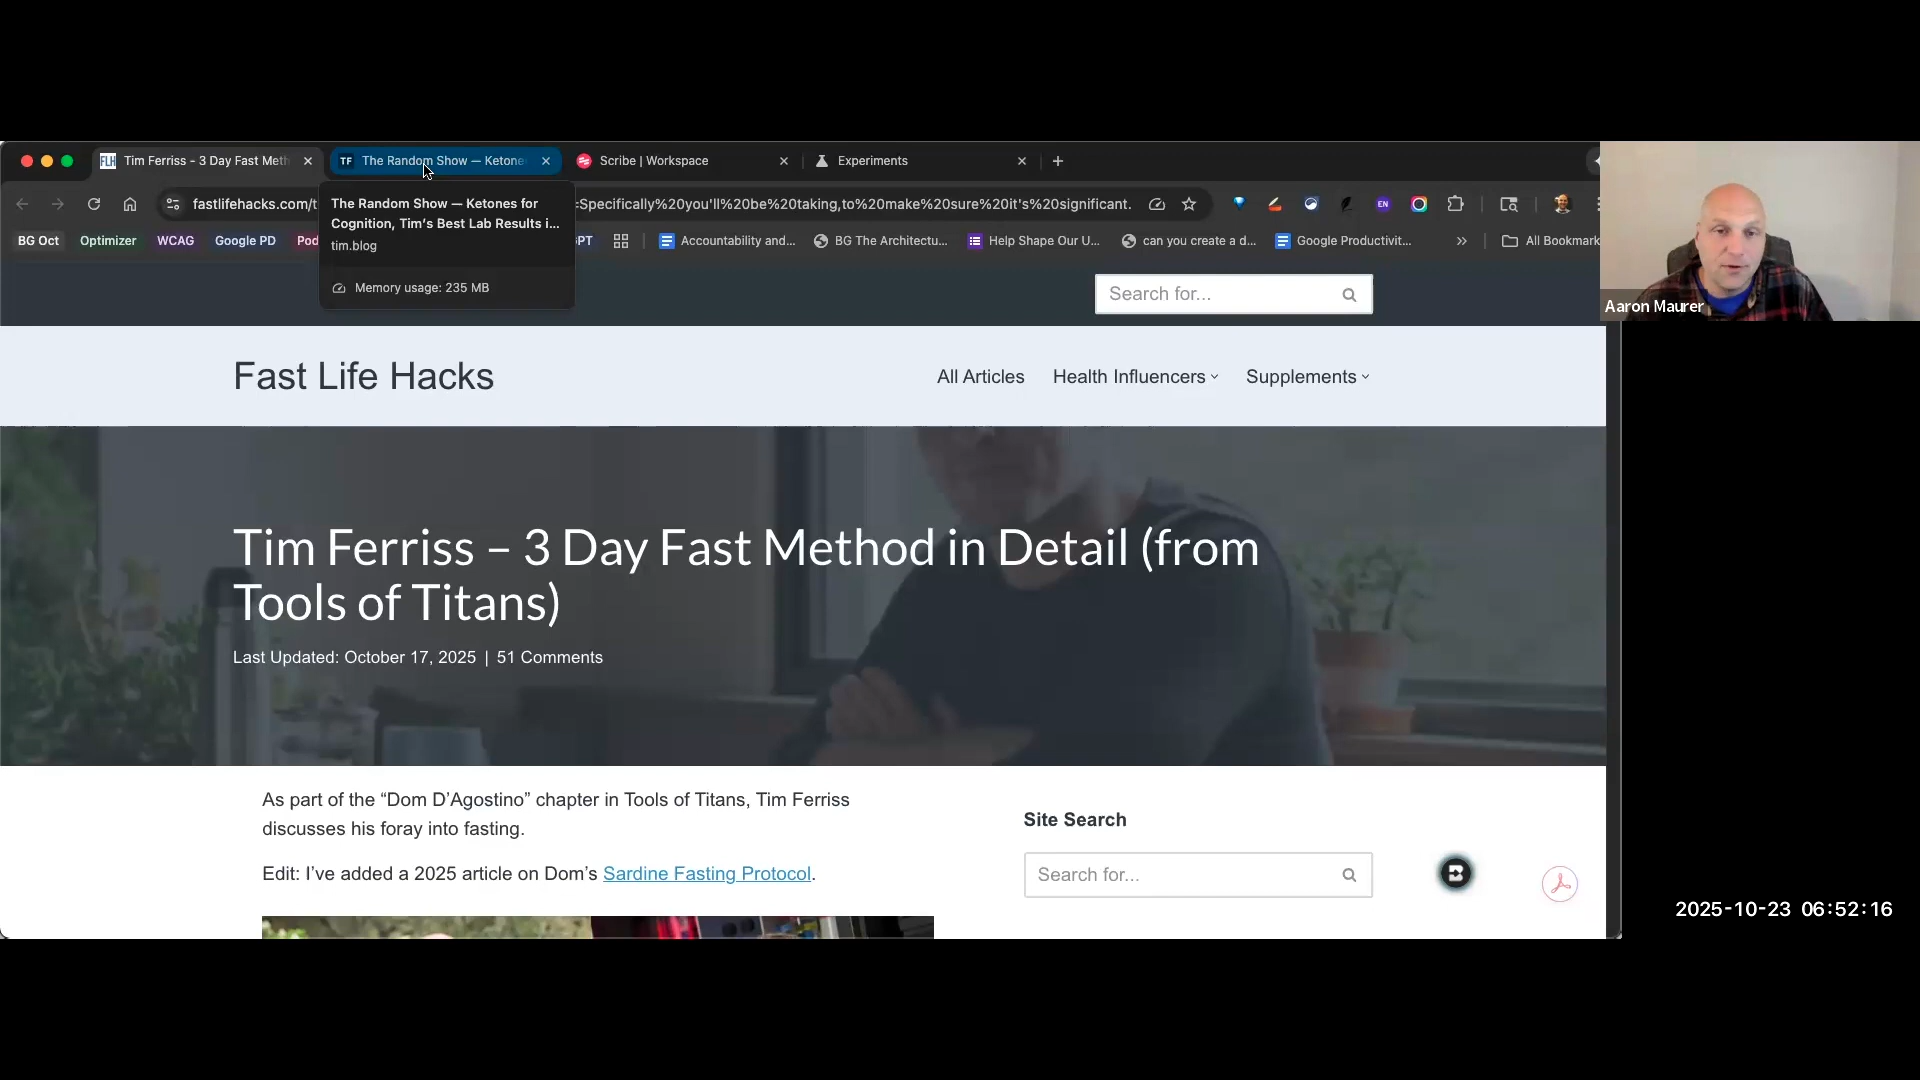 FLH Tim Ferriss - 3 Day Fast Meth
TF The Random Show — Ketone
Scribe | Workspace
Experiments
fastlifehacks.com/t
=Specifically%20you'll%20be%20taking,to%20make%20sure%20it's%20significant.
EN
The Random Show — Ketones for
Cognition, Tim's Best Lab Results i...
tim.blog
Memory usage: 235 MB
BG Oct
Optimizer
WCAG
Google PD
Pod
PT
Accountability and...
BG The Architectu...
Help Shape Our U...
can you create a d...
Google Productivit...
All Bookmark
Search for...
Aaron Maurer
Fast Life Hacks
All Articles
Health Influencers
Supplements
Tim Ferriss – 3 Day Fast Method in Detail (from
Tools of Titans)
Last Updated: October 17, 2025 | 51 Comments
As part of the “Dom D’Agostino” chapter in Tools of Titans, Tim Ferriss
discusses his foray into fasting.
Edit: I’ve added a 2025 article on Dom’s Sardine Fasting Protocol.
Site Search
Search for...
2025-10-23 06:52:16